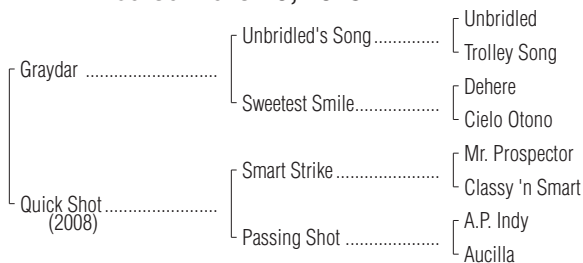 Unbridled
Unbridled's Song
Trolley Song
Graydar
Dehere
Sweetest Smile
Cielo Otono
Mr. Prospector
Smart Strike
Classy 'n Smart
Quick Shot
(2008)
A.P. Indy
Passing Shot
Aucilla